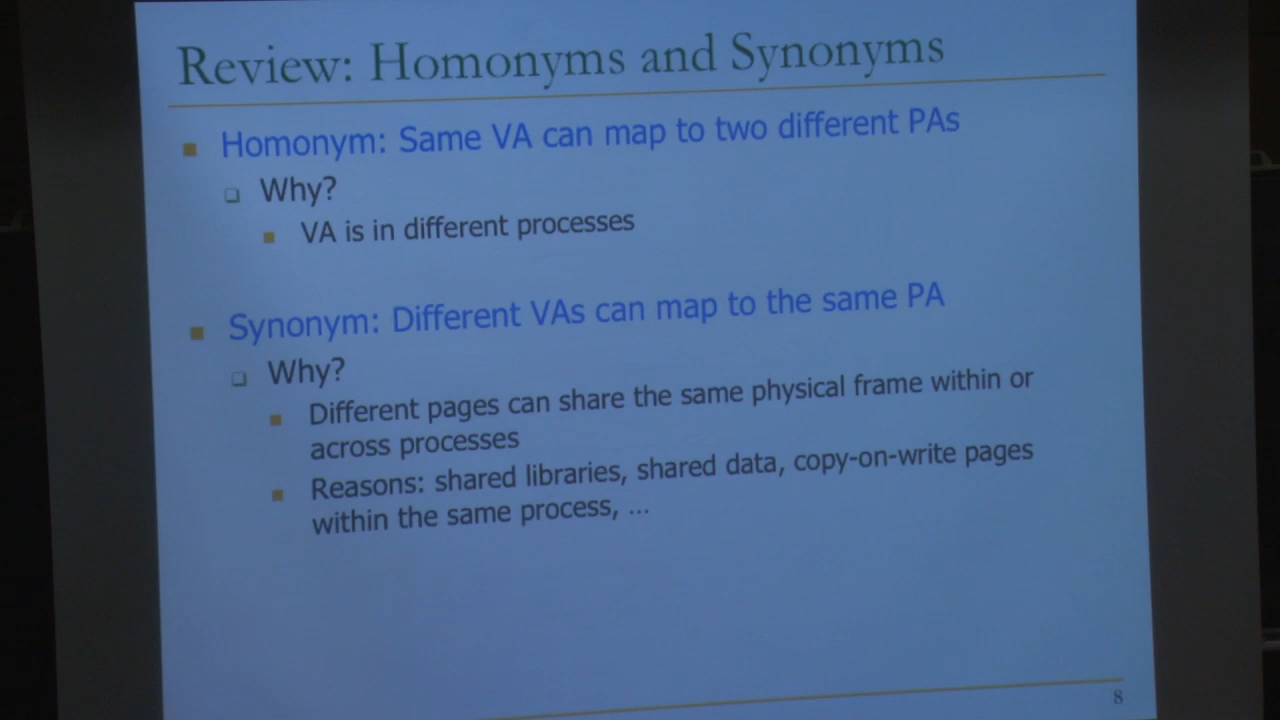 Review: Homonyms and Synonyms
Homonym: Same VA can map to two different PAs
Why?
VA is in different processes
Synonym: Different VAs can map to the same PA
Why?
Different pages can share the same physical frame within or
across processes
Reasons: shared libraries, shared data, copy-on-write pages
within the same process, ...
8